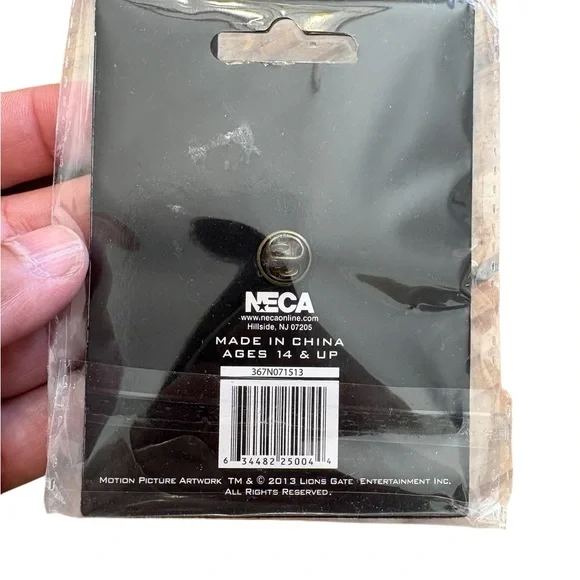 NECA
www.necaonline.com
Hillside, NJ 07205
MADE IN CHINA
AGES 14 & UP
367N071513
6 34482 25004 4
MOTION PICTURE ARTWORK TM & © 2013 LIONS GATE ENTERTAINMENT INC.
ALL RIGHTS RESERVED.